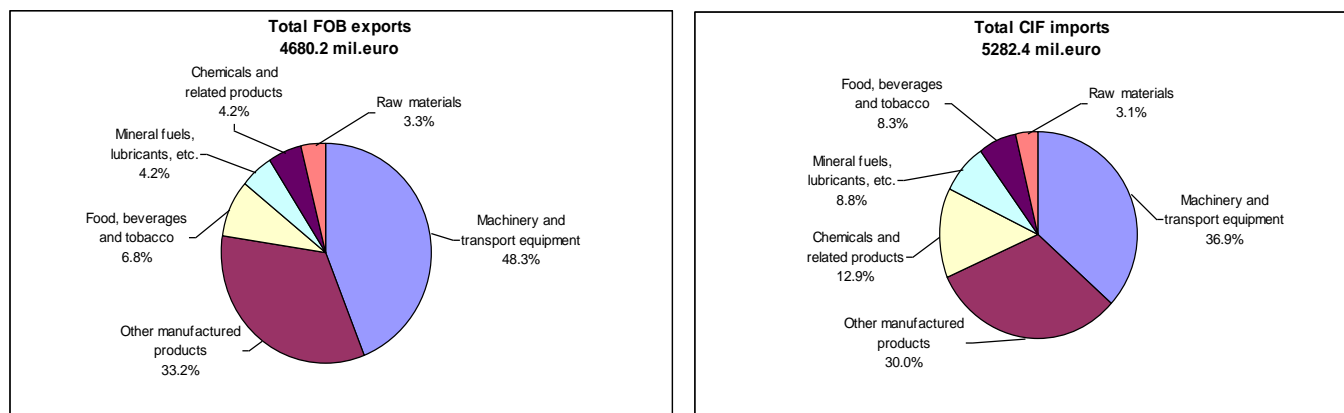 Total FOB exports
4680.2 mil.euro
Chemicals and
related products
4.2%
Raw materials
3.3%
Mineral fuels,
lubricants, etc.
4.2%
Food, beverages
and tobacco
6.8%
Machinery and
transport equipment
48.3%
Other manufactured
products
33.2%
Total CIF imports
5282.4 mil.euro
Food, beverages
and tobacco
8.3%
Raw materials
3.1%
Mineral fuels,
lubricants, etc.
8.8%
Machinery and
transport equipment
36.9%
Chemicals and
related products
12.9%
Other manufactured
products
30.0%